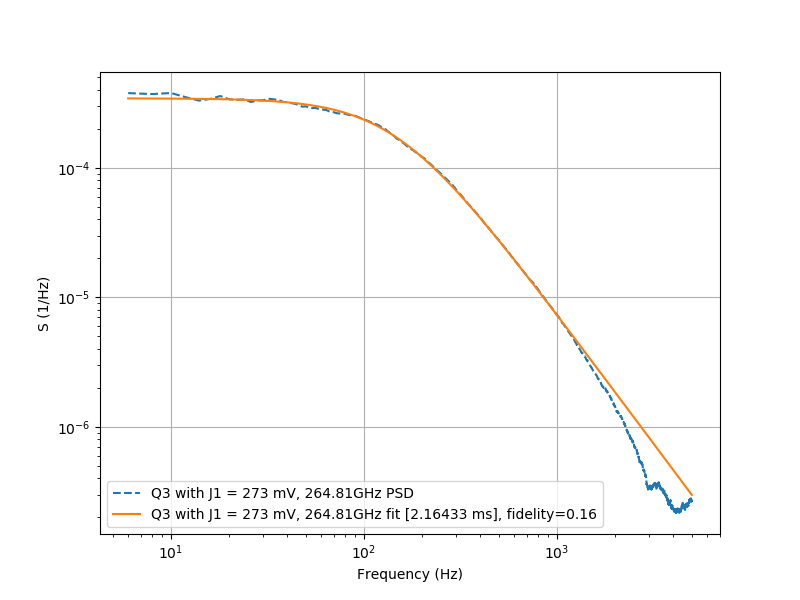 10⁻⁴
10⁻⁵
10⁻⁶
S (1/Hz)
Q3 with J1 = 273 mV, 264.81GHz PSD
Q3 with J1 = 273 mV, 264.81GHz fit [2.16433 ms], fidelity=0.16
10¹ 10² 10³
Frequency (Hz)